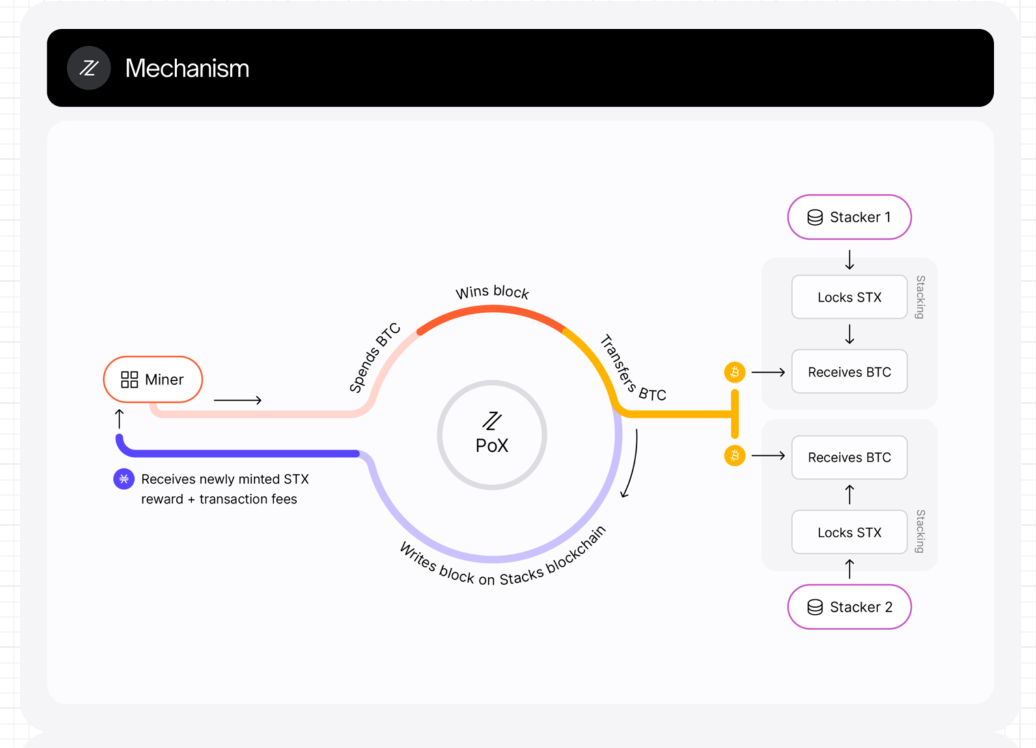 Mechanism
Stacker 1
Locks STX
Stacking
Receives BTC
Wins block
Spends BTC
Transfers BTC
Miner
PoX
Receives newly minted STX
reward + transaction fees
Writes block on Stacks blockchain
Receives BTC
Locks STX
Stacking
Stacker 2